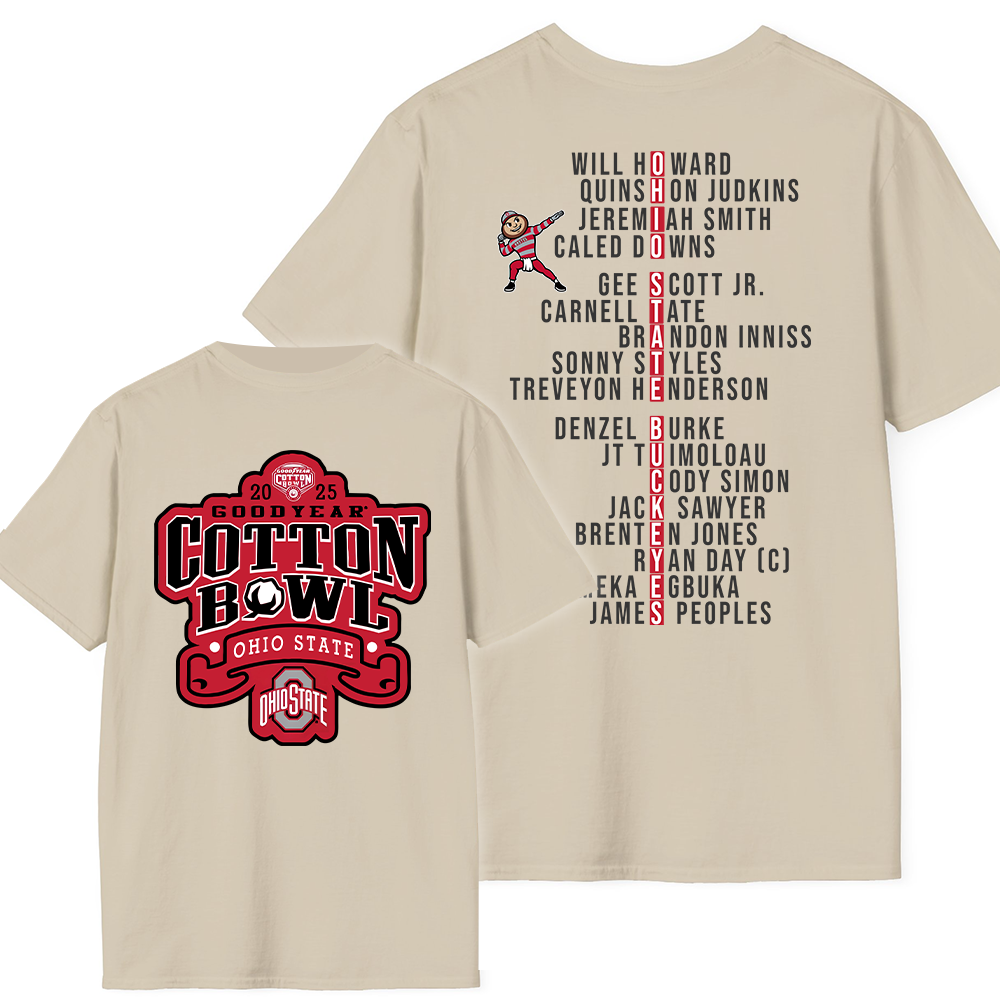 GOODYEAR
COTTON
BOWL
20 25
GOODYEAR
COTTON
BOWL
OHIO STATE
OHIO STATE
WILL HOWARD
QUINSHON JUDKINS
JEREMIAH SMITH
CALED DOWNS
GEE SCOTT JR.
CARNELL TATE
BRANDON INNISS
SONNY STYLES
TREVEYON HENDERSON
DENZEL BURKE
JT TUIMOLOAU
CODY SIMON
JACK SAWYER
BRENTEN JONES
RYAN DAY (C)
EKA EGBUKA
JAMES PEOPLES